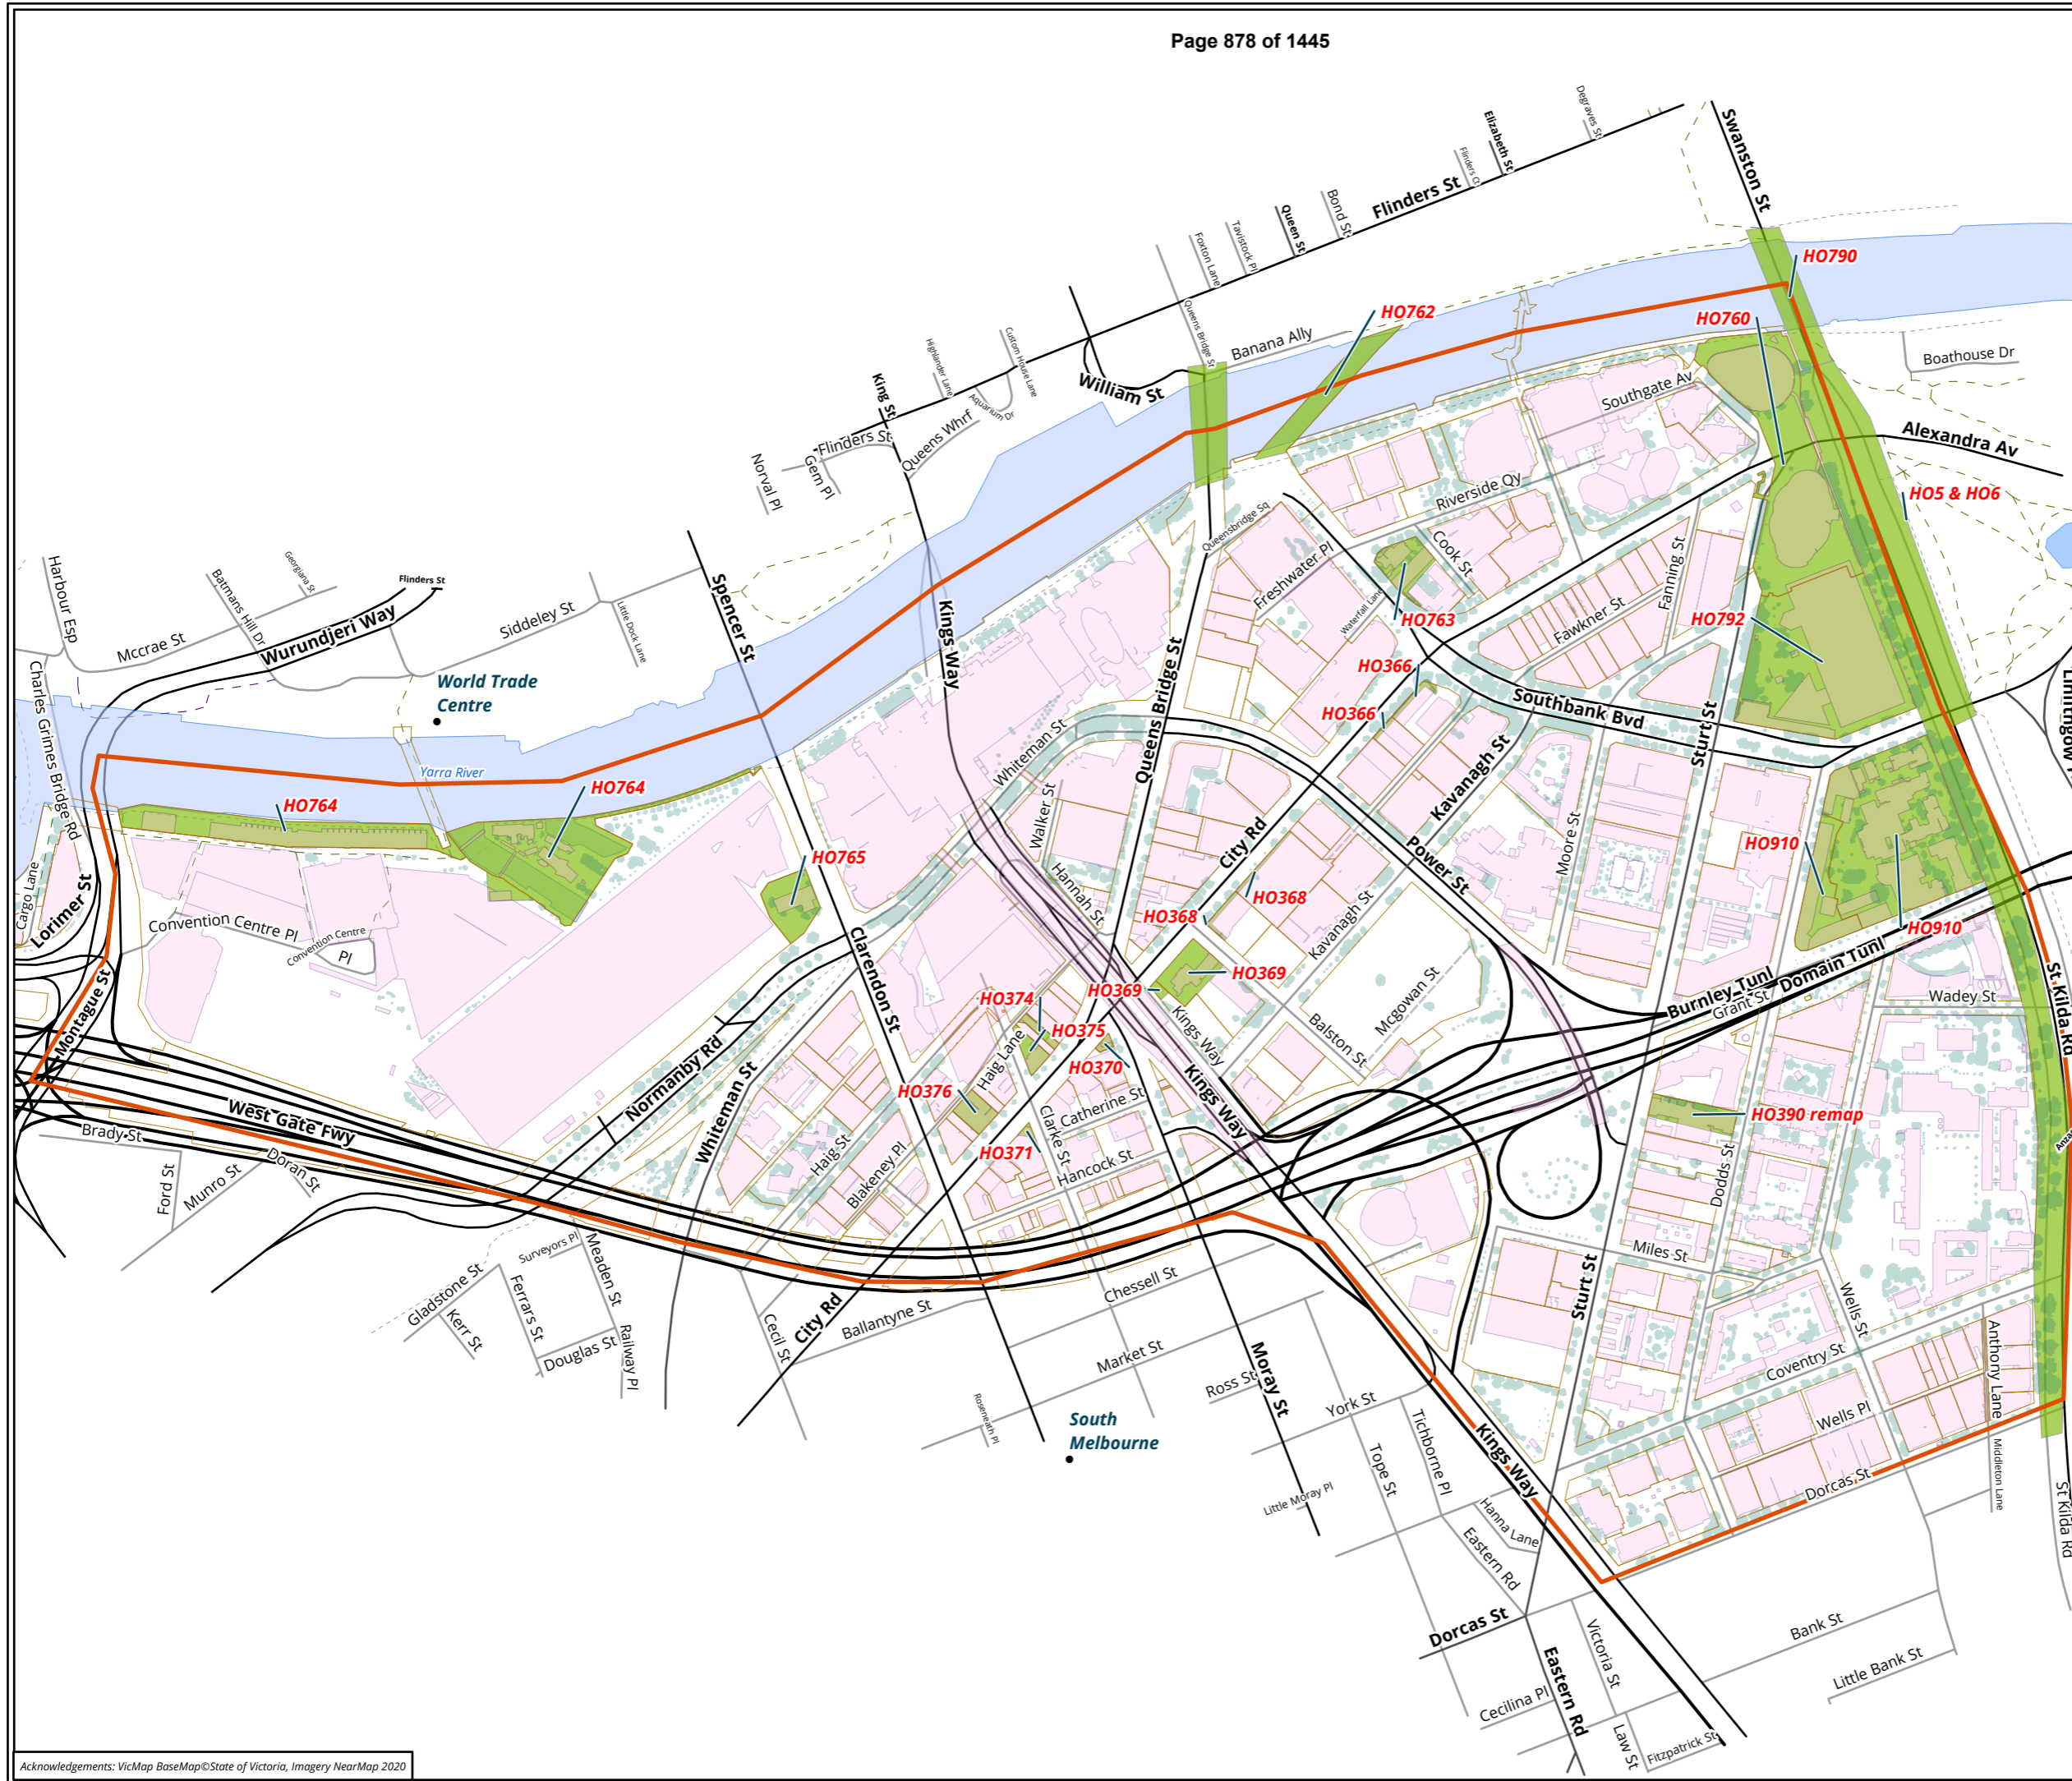 Page 878 of 1445
Degraves St
Elizabeth St
Flinders Ct
Swanston St
Flinders St
Bond St
Queen St
Tavistock Pl
Foxton Lane
HO790
HO762
HO760
Queens Bridge St
Banana Ally
Boathouse Dr
Custom House Lane
Highlander Lane
William St
King St
Aquarium Dr
Southgate Av
Flinders St
Queens Whrf
Alexandra Av
Norval Pl
Gem Pl
Riverside Qy
HO5 & HO6
Queensbridge Sq
Cook St
Freshwater Pl
Fanning St
Harbour Esp
Georgiana St
Batmans Hill Dr
Flinders St
Spencer St
Siddeley St
Little Dock Lane
Kings Way
Waterfall Lane
HO763
Fawkner St
HO792
Mccrae St
Wurundjeri Way
Queens Bridge St
HO366
World Trade
Centre
Charles Grimes Bridge Rd
Southbank Blvd
HO366
Sturt St
Whiteman St
Kavanagh St
Yarra River
HO764
HO764
Walker St
City Rd
Power St
Moore St
HO910
HO765
Cargo Lane
Lorimer St
Hannah St
HO368
HO368
Kavanagh St
Convention Centre Pl
Convention Centre
Pl
HO910
Clarendon St
Domain Tunl
Burnley Tunl
Grant St
HO369
HO369
Mcgowan St
St Kilda Rd
Wadey St
Montague St
HO374
HO375
Haig Lane
HO370
Kings Way
Balston St
Normanby Rd
Whiteman St
HO376
Catherine St
Clarke St
Kings Way
HO390 remap
West Gate Fwy
Brady St
HO371
Hancock St
Haig St
Blakeney Pl
Doran St
Munro St
Ford St
Dodds St
Surveyors Pl
Meaden St
Miles St
Sturt St
Gladstone St
Kerr St
Ferrars St
Douglas St
Railway Pl
Chessell St
Wells St
City Rd
Cecil St
Ballantyne St
Market St
Coventry St
Anthony Lane
Moray St
Ross St
York St
Roseneath Pl
Tichborne Pl
Wells Pl
South
Melbourne
Tope St
Kings Way
Middleton Lane
Dorcas St
Little Moray Pl
St Kilda Rd
Hanna Lane
Eastern Rd
Dorcas St
Victoria St
Bank St
Eastern Rd
Little Bank St
Cecilina Pl
Law St
Fitzpatrick St
Acknowledgements: VicMap BaseMap©State of Victoria, Imagery NearMap 2020